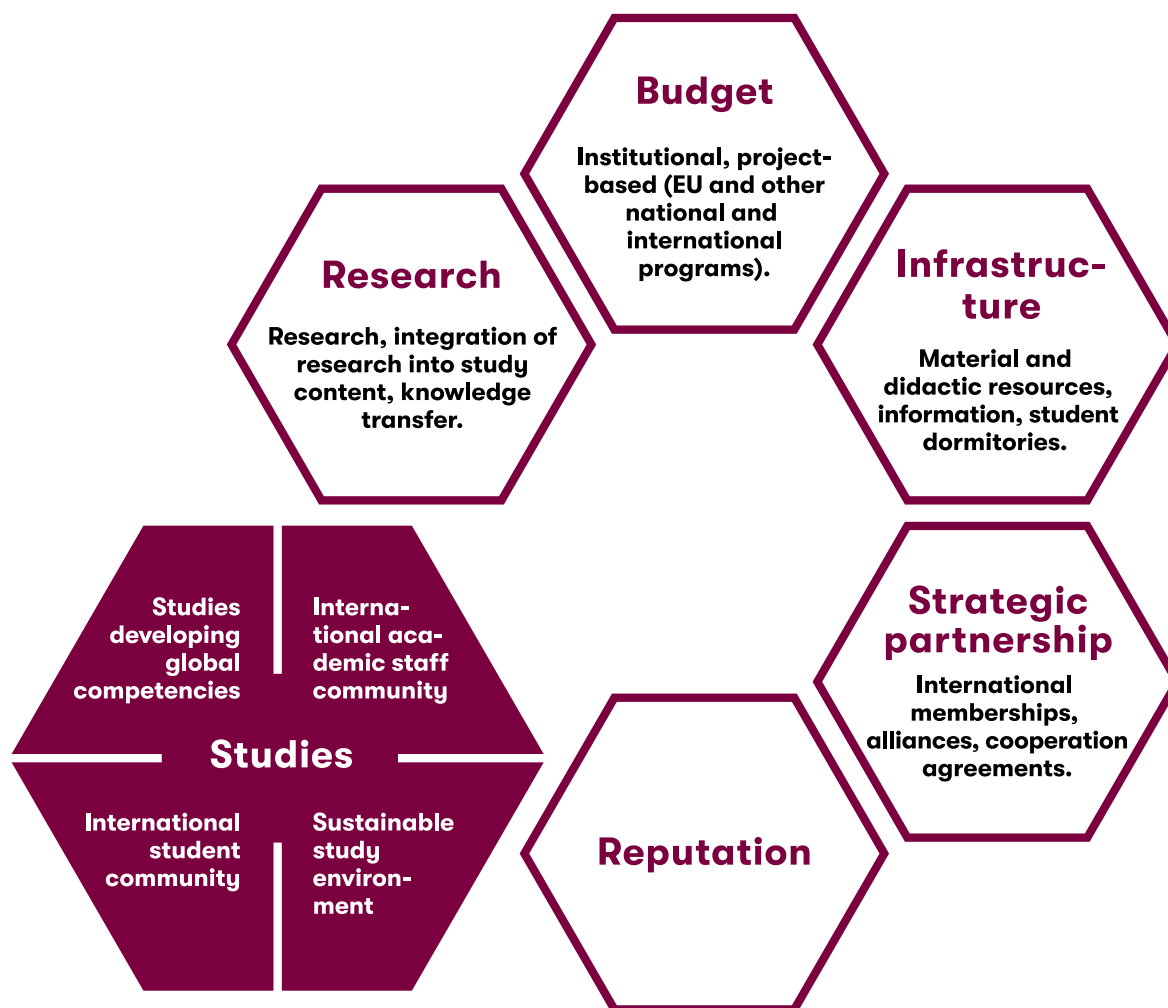 Budget
Institutional, project-
based (EU and other
national and
international
programs).
Research
Research, integration of
research into study
content, knowledge
transfer.
Infrastruc-
ture
Material and
didactic resources,
information, student
dormitories.
Studies
developing
global
competencies
Interna-
tional aca-
demic staff
community
Studies
International
student
community
Sustainable
study
environ-
ment
Strategic
partnership
International
memberships,
alliances, cooperation
agreements.
Reputation